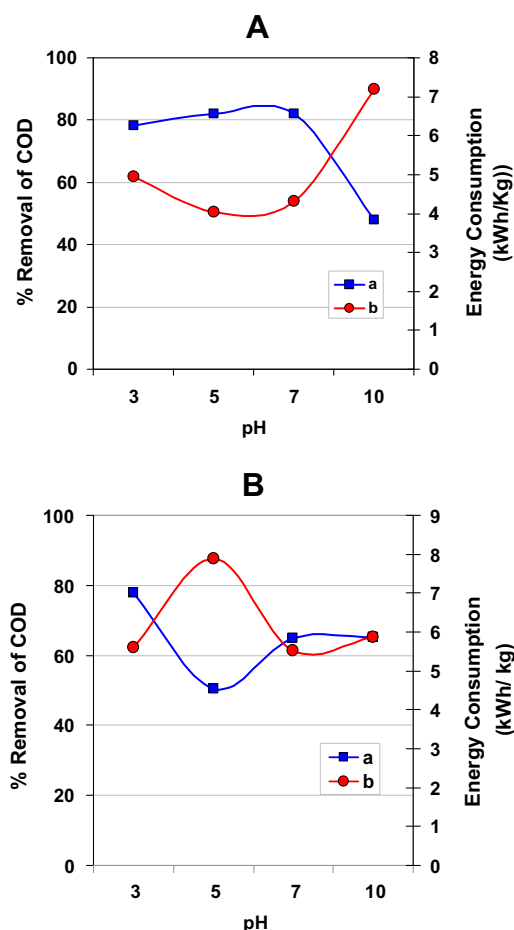 A
100
80
60
40
20
0
% Removal of COD
8
7
6
5
4
3
2
1
0
Energy Consumption
(kWh/Kg))
a
b
3 5 7 10
pH
B
100
80
60
40
20
0
% Removal of COD
9
8
7
6
5
4
3
2
1
0
Energy Consumption
(kWh/ kg)
a
b
3 5 7 10
pH